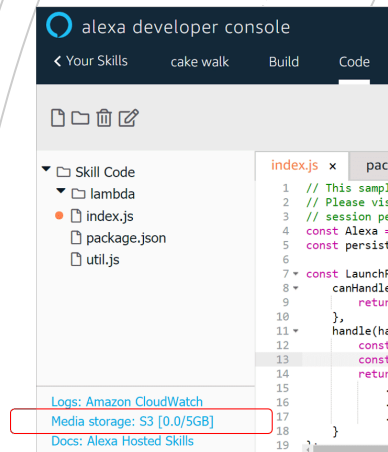 alexa developer console
Your Skills
cake walk
Build
Code
Skill Code
lambda
index.js
package.json
util.js
Logs: Amazon CloudWatch
Media storage: S3 [0.0/5GB]
Docs: Alexa Hosted Skills
index.js ×
pac
1 // This sampl
2 // Please vis
3 // session pe
4 const Alexa =
5 const persist
6
7 const LaunchR
8 canHandle
9 retur
10 },
11 handle(ha
12 const
13 const
14 retur
15 .
16 .
17 .
18 }
19 };